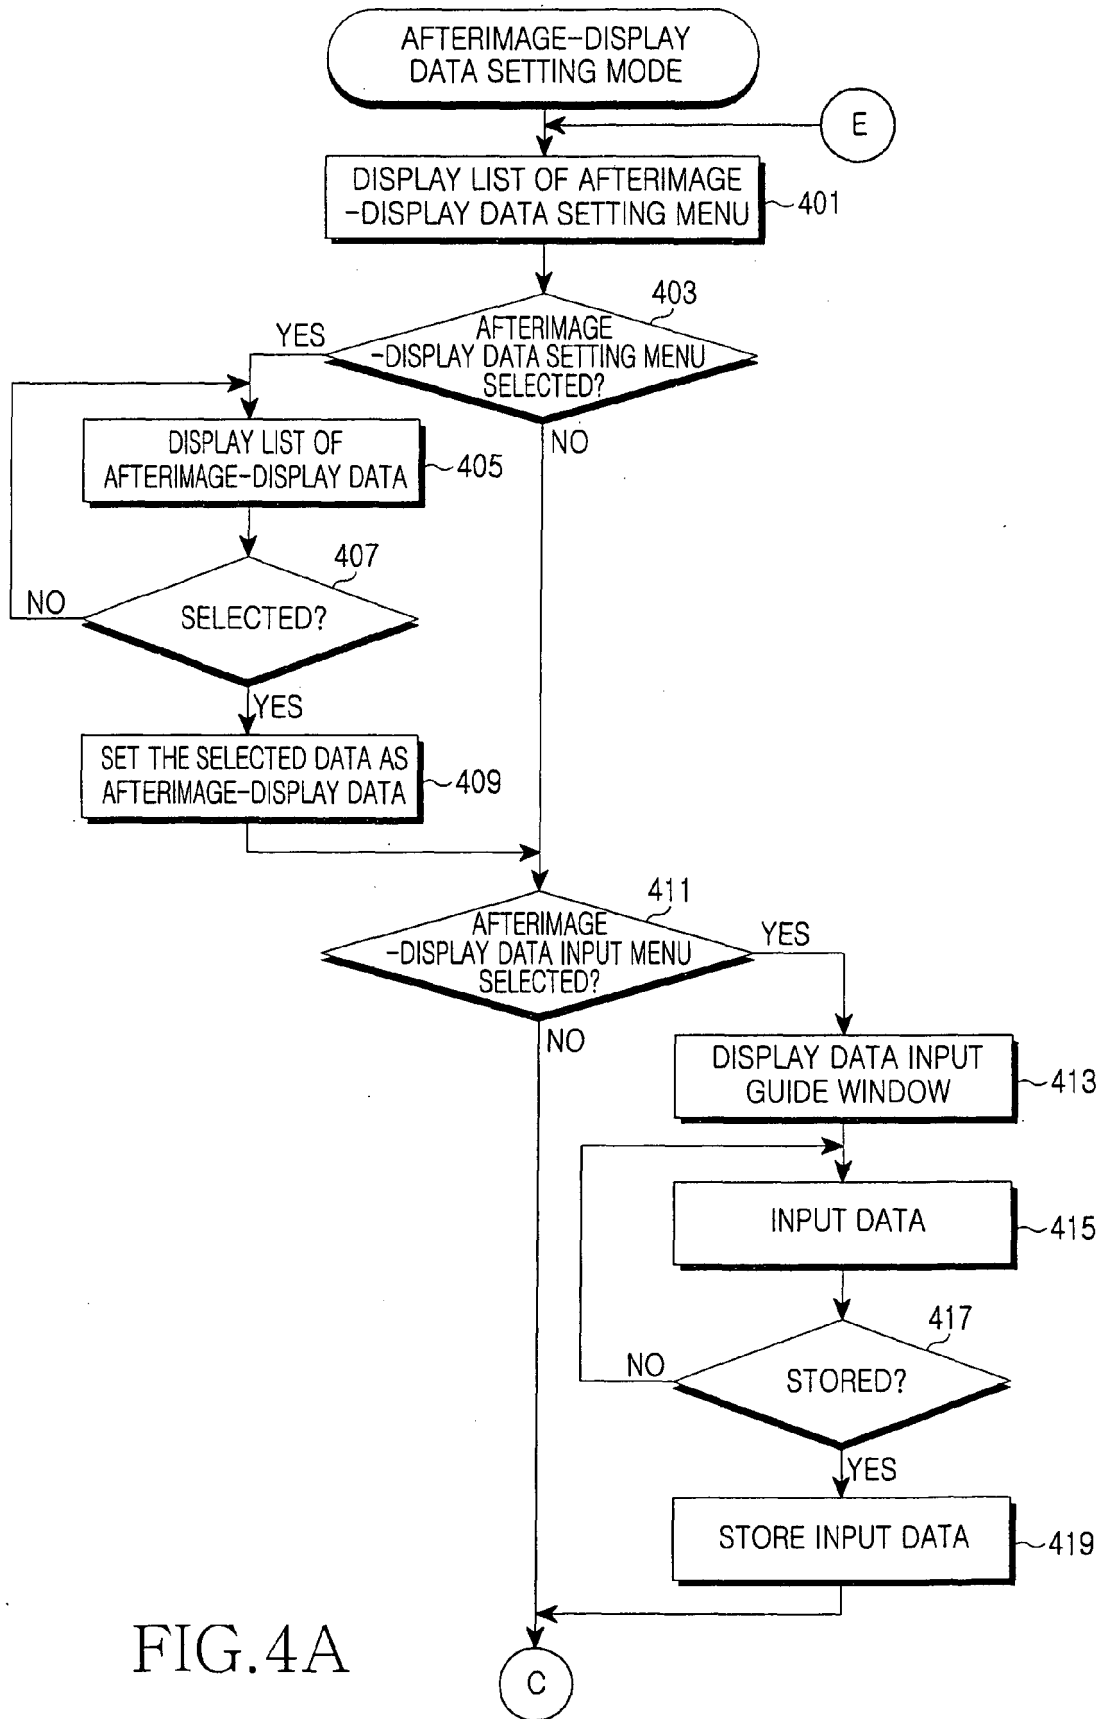 AFTERIMAGE-DISPLAY
DATA SETTING MODE
E
DISPLAY LIST OF AFTERIMAGE
-DISPLAY DATA SETTING MENU
401
403
YES
AFTERIMAGE
-DISPLAY DATA SETTING MENU
SELECTED?
NO
DISPLAY LIST OF
AFTERIMAGE-DISPLAY DATA
405
407
NO
SELECTED?
YES
SET THE SELECTED DATA AS
AFTERIMAGE-DISPLAY DATA
409
411
AFTERIMAGE
-DISPLAY DATA INPUT MENU
SELECTED?
YES
NO
DISPLAY DATA INPUT
GUIDE WINDOW
413
INPUT DATA
415
417
NO
STORED?
YES
STORE INPUT DATA
419
FIG.4A
C